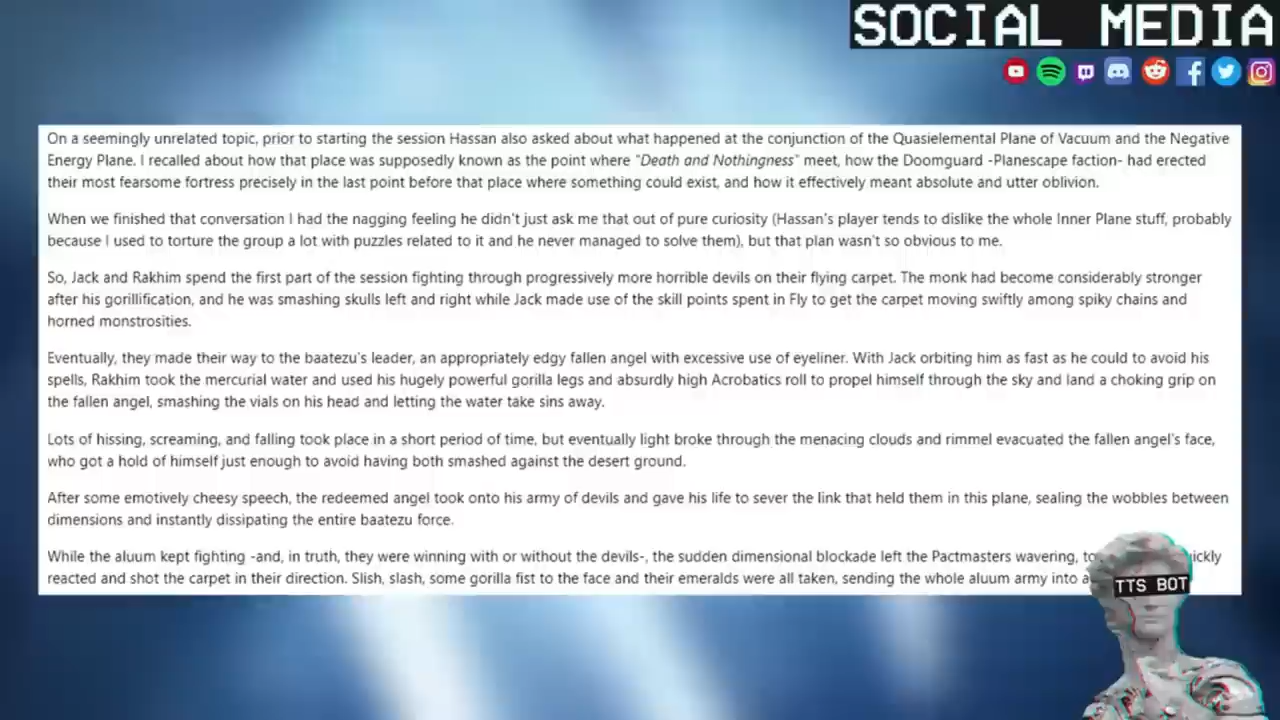 SOCIAL MEDIA
On a seemingly unrelated topic, prior to starting the session Hassan also asked about what happened at the conjunction of the Quasielemental Plane of Vacuum and the Negative
Energy Plane. I recalled about how that place was supposedly known as the point where "Death and Nothingness" meet, how the Doomguard -Planescape faction- had erected
their most fearsome fortress precisely in the last point before that place where something could exist, and how it effectively meant absolute and utter oblivion.
When we finished that conversation I had the nagging feeling he didn't just ask me that out of pure curiosity (Hassan's player tends to dislike the whole Inner Plane stuff, probably
because I used to torture the group a lot with puzzles related to it and he never managed to solve them), but that plan wasn't so obvious to me.
So, Jack and Rakhim spend the first part of the session fighting through progressively more horrible devils on their flying carpet. The monk had become considerably stronger
after his gorillification, and he was smashing skulls left and right while Jack made use of the skill points spent in Fly to get the carpet moving swiftly among spiky chains and
horned monstrosities.
Eventually, they made their way to the baatezu's leader, an appropriately edgy fallen angel with excessive use of eyeliner. With Jack orbiting him as fast as he could to avoid his
spells, Rakhim took the mercurial water and used his hugely powerful gorilla legs and absurdly high Acrobatics roll to propel himself through the sky and land a choking grip on
the fallen angel, smashing the vials on his head and letting the water take sins away.
Lots of hissing, screaming, and falling took place in a short period of time, but eventually light broke through the menacing clouds and rimmel evacuated the fallen angel's face,
who got a hold of himself just enough to avoid having both smashed against the desert ground.
After some emotively cheesy speech, the redeemed angel took onto his army of devils and gave his life to sever the link that held them in this plane, sealing the wobbles between
dimensions and instantly dissipating the entire baatezu force.
While the aluum kept fighting -and, in truth, they were winning with or without the devils-, the sudden dimensional blockade left the Pactmasters wavering,
reacted and shot the carpet in their direction. Slish, slash, some gorilla fist to the face and their emeralds were all taken, sending the whole aluum army into
TTS BOT